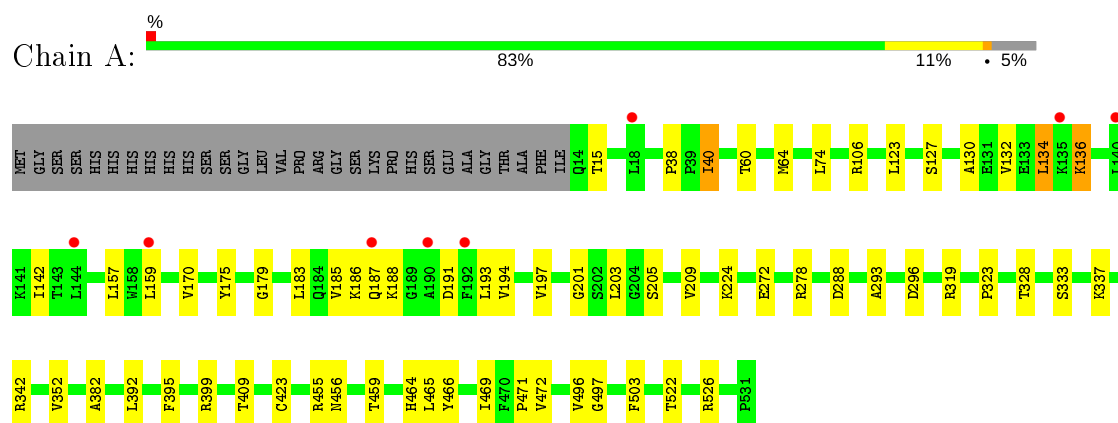 %
Chain A:
83% 11% • 5%
MET GLY SER SER HIS HIS HIS HIS HIS HIS SER SER GLY LEU VAL PRO ARG GLY SER LYS PRO HIS SER GLU ALA GLY THR ALA PHE ILE Q14 T15 L18 P38 P39 I40 T60 M64 L74 R106 L123 S127 A130 E131 V132 E133 L134 K135 K136 L140
K141 I142 T143 L144 L157 W158 L159 V170 Y175 G179 L183 Q184 V185 K186 Q187 K188 G189 A190 D191 F192 L193 V194 V197 G201 S202 L203 G204 S205 V209 K224 E272 R278 D288 A293 D296 R319 P323 T328 S333 K337
R342 V352 A382 L392 F395 R399 T409 C423 R455 N456 T459 H464 L465 Y466 I469 F470 P471 V472 V496 G497 F503 T522 R526 P531